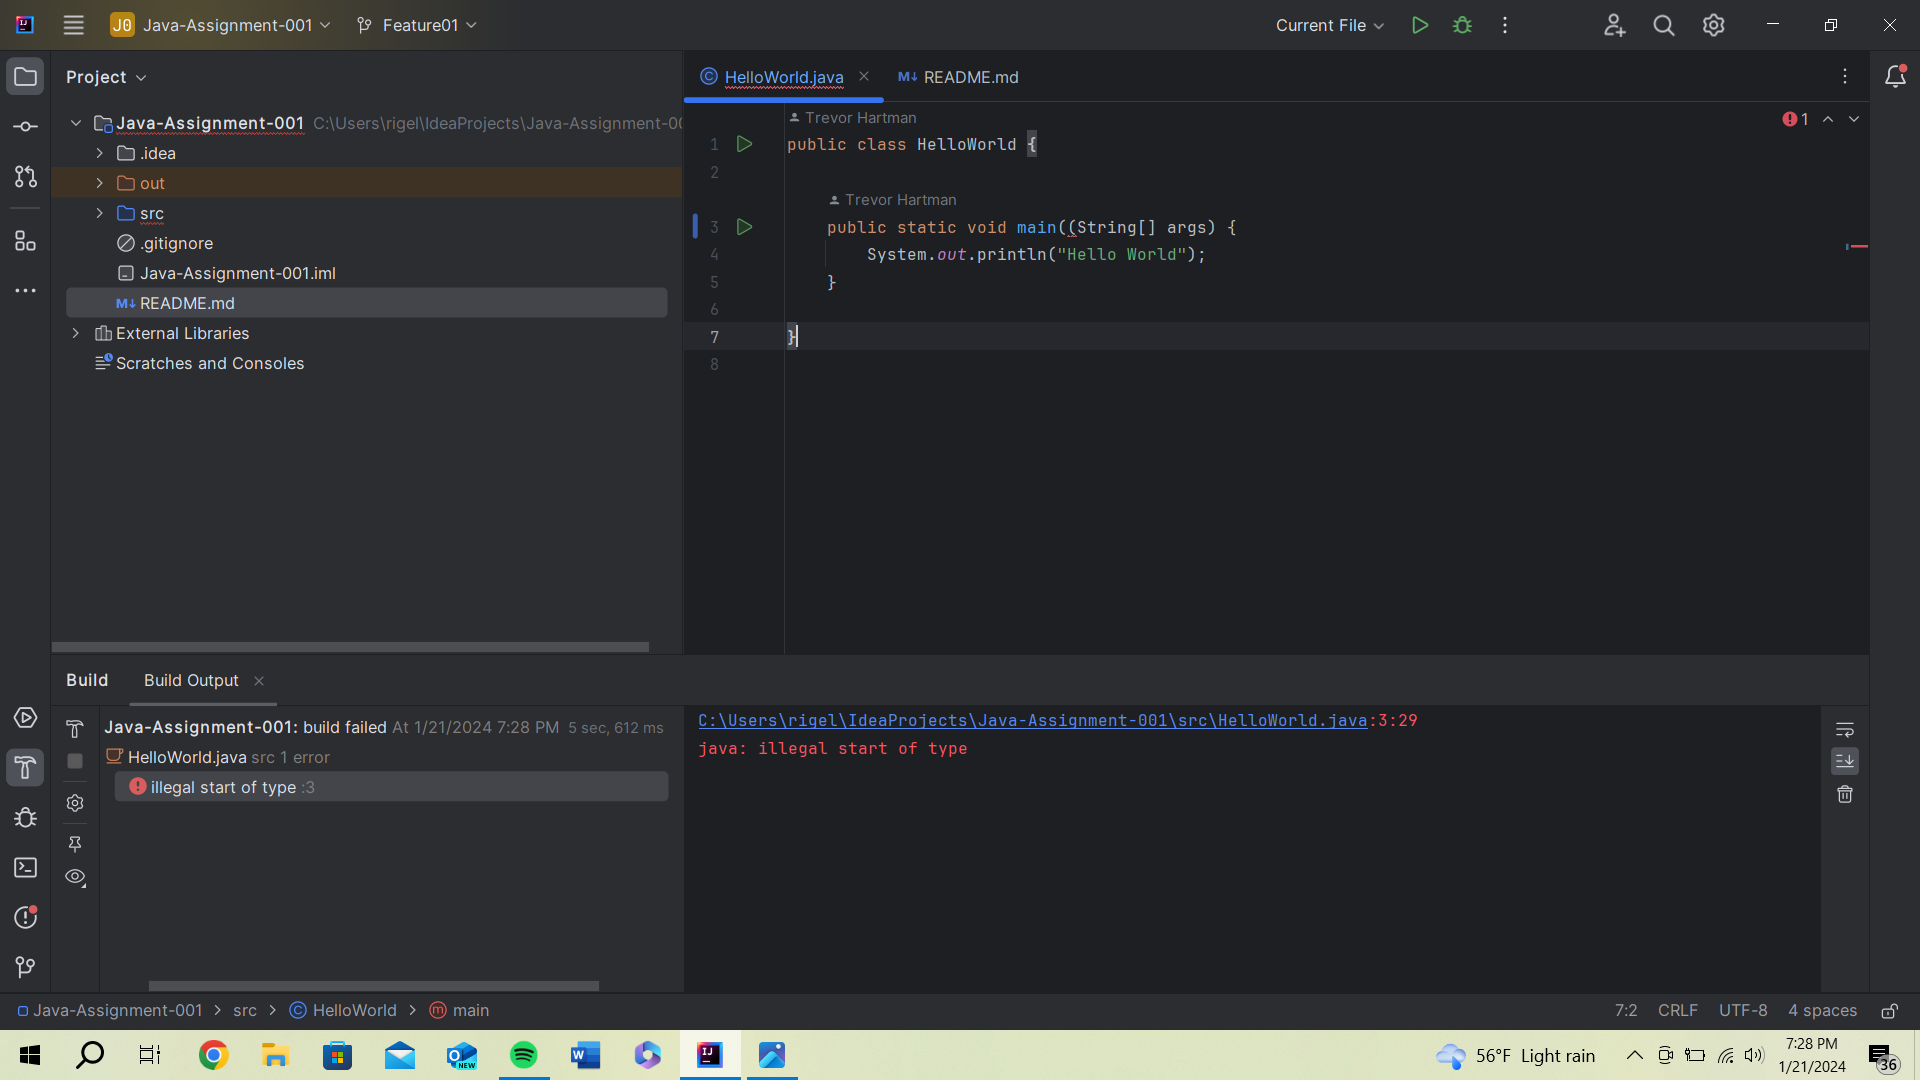 J0 Java-Assignment-001 Feature01 Current File
Project
Java-Assignment-001 C:\Users\rigel\IdeaProjects\Java-Assignment-00
.idea
out
src
.gitignore
Java-Assignment-001.iml
M↓ README.md
External Libraries
Scratches and Consoles
HelloWorld.java M↓ README.md
Trevor Hartman
1
1 public class HelloWorld {
2
Trevor Hartman
3 public static void main((String[] args) {
4 System.out.println("Hello World");
5 }
6
7 }
8
Build Build Output
Java-Assignment-001: build failed At 1/21/2024 7:28 PM 5 sec, 612 ms
HelloWorld.java src 1 error
illegal start of type :3
C:\Users\rigel\IdeaProjects\Java-Assignment-001\src\HelloWorld.java:3:29
java: illegal start of type
Java-Assignment-001 > src > HelloWorld > main
7:2 CRLF UTF-8 4 spaces
56°F Light rain
7:28 PM
1/21/2024
36
NEW